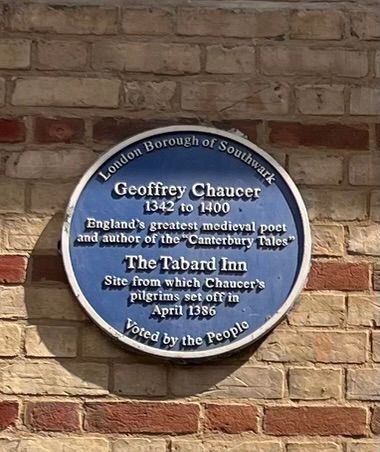 London Borough of Southwark
Geoffrey Chaucer
1342 to 1400
England's greatest medieval poet
and author of the "Canterbury Tales"
The Tabard Inn
Site from which Chaucer's
pilgrims set off in
April 1386
Voted by the People